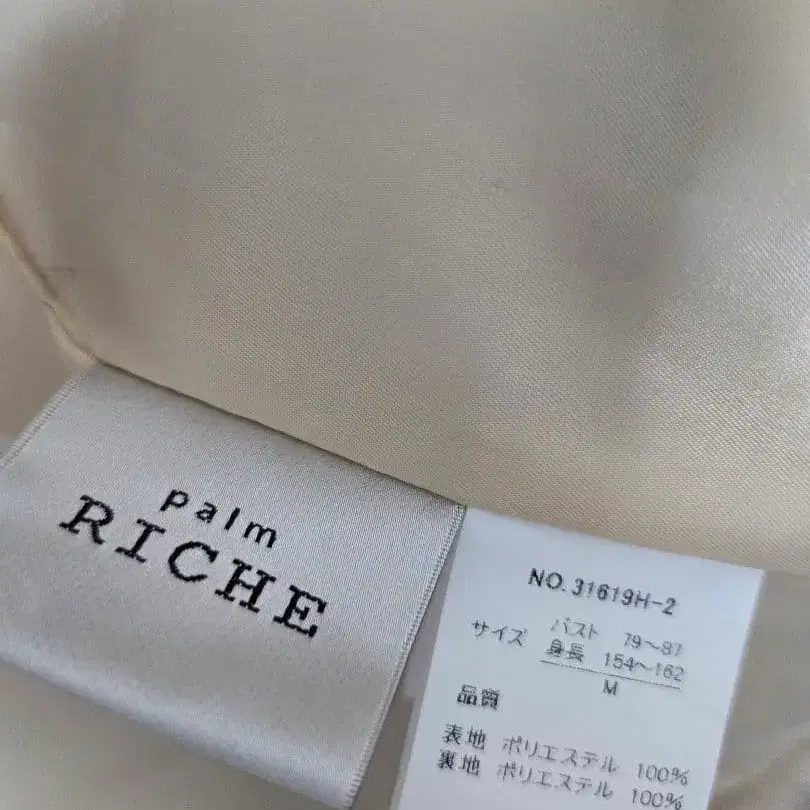 palm
RICHE
NO.31619H-2
サイズ バスト 79〜87
身長 154〜162
M
品質
表地 ポリエステル 100%
裏地 ポリエステル 100%